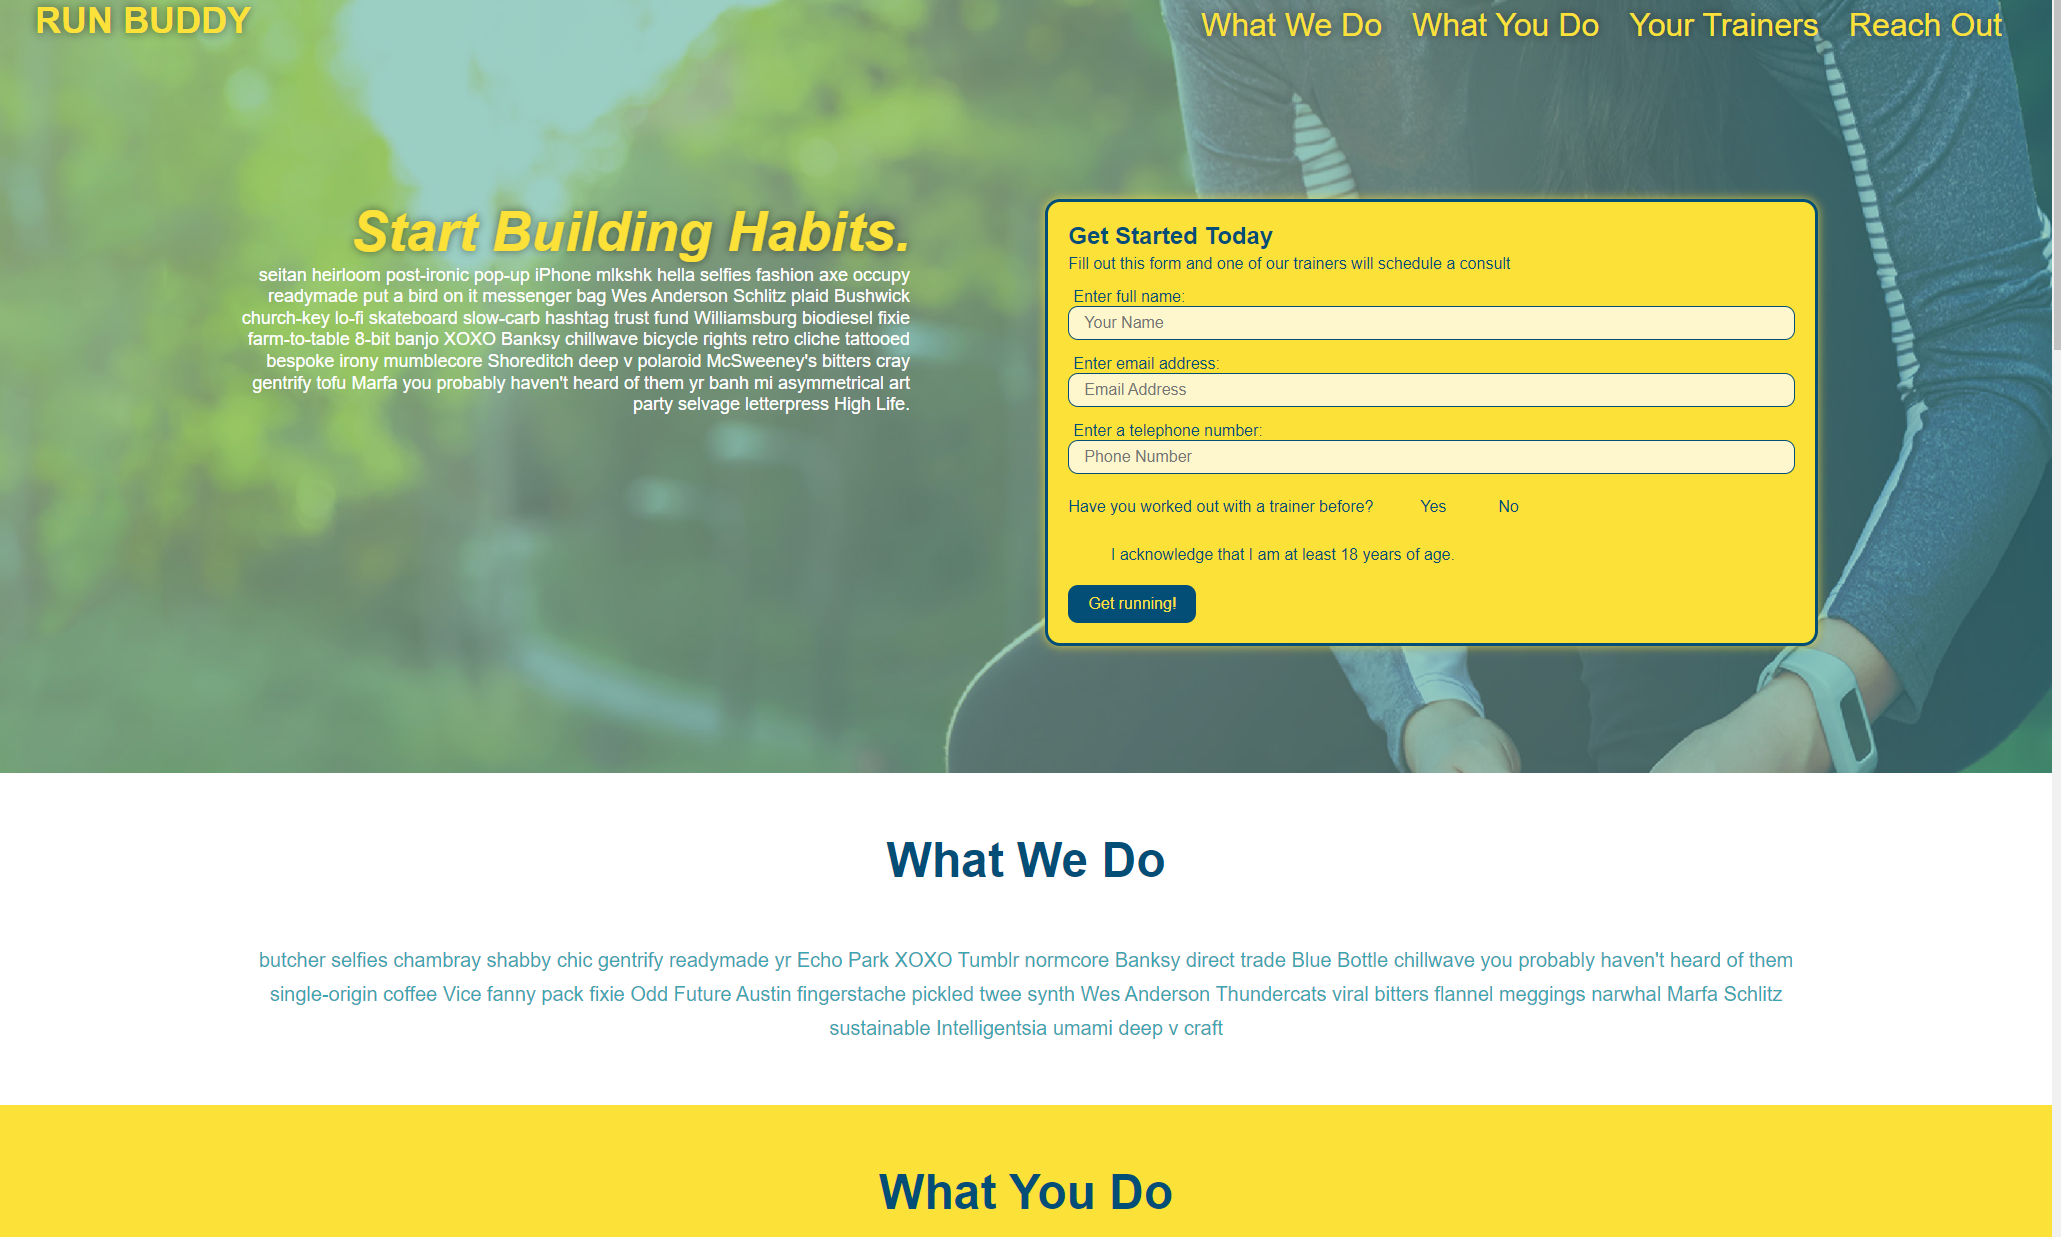 RUN BUDDY
What We Do What You Do Your Trainers Reach Out
Start Building Habits.
seitan heirloom post-ironic pop-up iPhone mlkshk hella selfies fashion axe occupy
readymade put a bird on it messenger bag Wes Anderson Schlitz plaid Bushwick
church-key lo-fi skateboard slow-carb hashtag trust fund Williamsburg biodiesel fixie
farm-to-table 8-bit banjo XOXO Banksy chillwave bicycle rights retro cliche tattooed
bespoke irony mumblecore Shoreditch deep v polaroid McSweeney's bitters cray
gentrify tofu Marfa you probably haven't heard of them yr banh mi asymmetrical art
party selvage letterpress High Life.
Get Started Today
Fill out this form and one of our trainers will schedule a consult
Enter full name:
Your Name
Enter email address:
Email Address
Enter a telephone number:
Phone Number
Have you worked out with a trainer before? Yes No
I acknowledge that I am at least 18 years of age.
Get running!
What We Do
butcher selfies chambray shabby chic gentrify readymade yr Echo Park XOXO Tumblr normcore Banksy direct trade Blue Bottle chillwave you probably haven't heard of them
single-origin coffee Vice fanny pack fixie Odd Future Austin fingerstache pickled twee synth Wes Anderson Thundercats viral bitters flannel meggings narwhal Marfa Schlitz
sustainable Intelligentsia umami deep v craft
What You Do